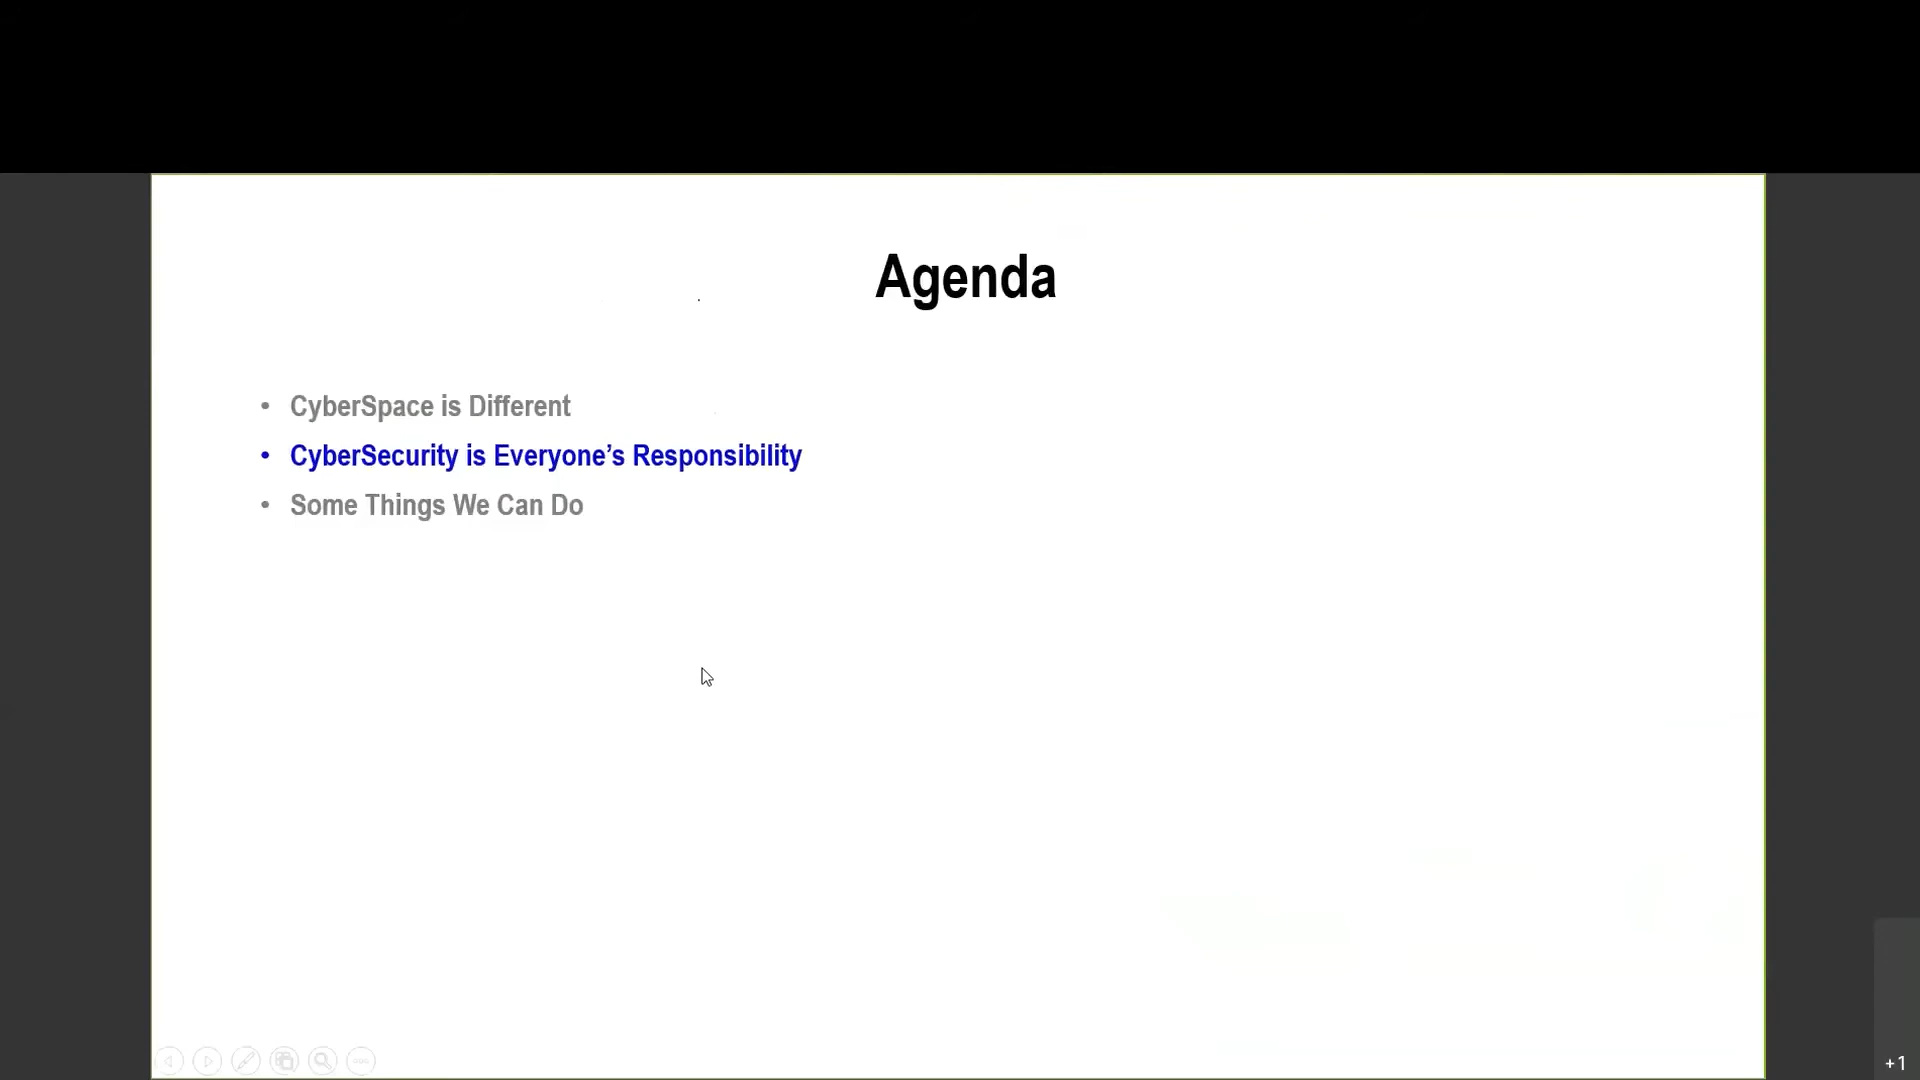 Agenda
• CyberSpace is Different
• CyberSecurity is Everyone’s Responsibility
• Some Things We Can Do
+1